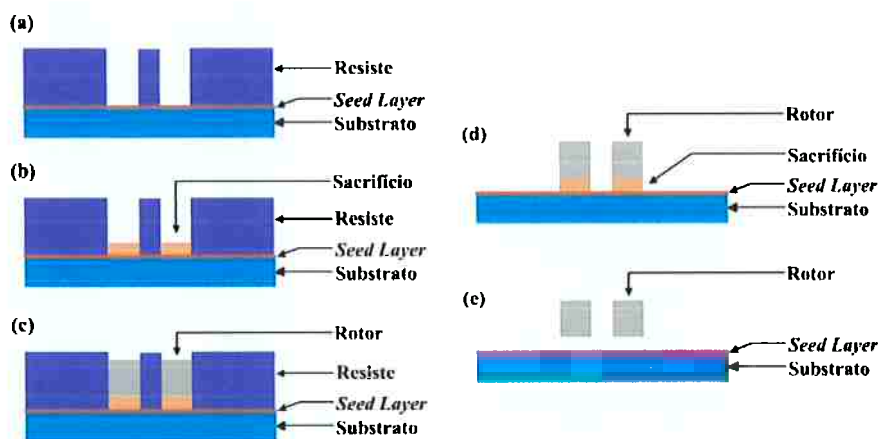 (a)
Resiste
Seed Layer
Substrato
(b)
Sacrifício
Resiste
Seed Layer
Substrato
(c)
Rotor
Resiste
Seed Layer
Substrato
(d)
Rotor
Sacrifício
Seed Layer
Substrato
(e)
Rotor
Seed Layer
Substrato